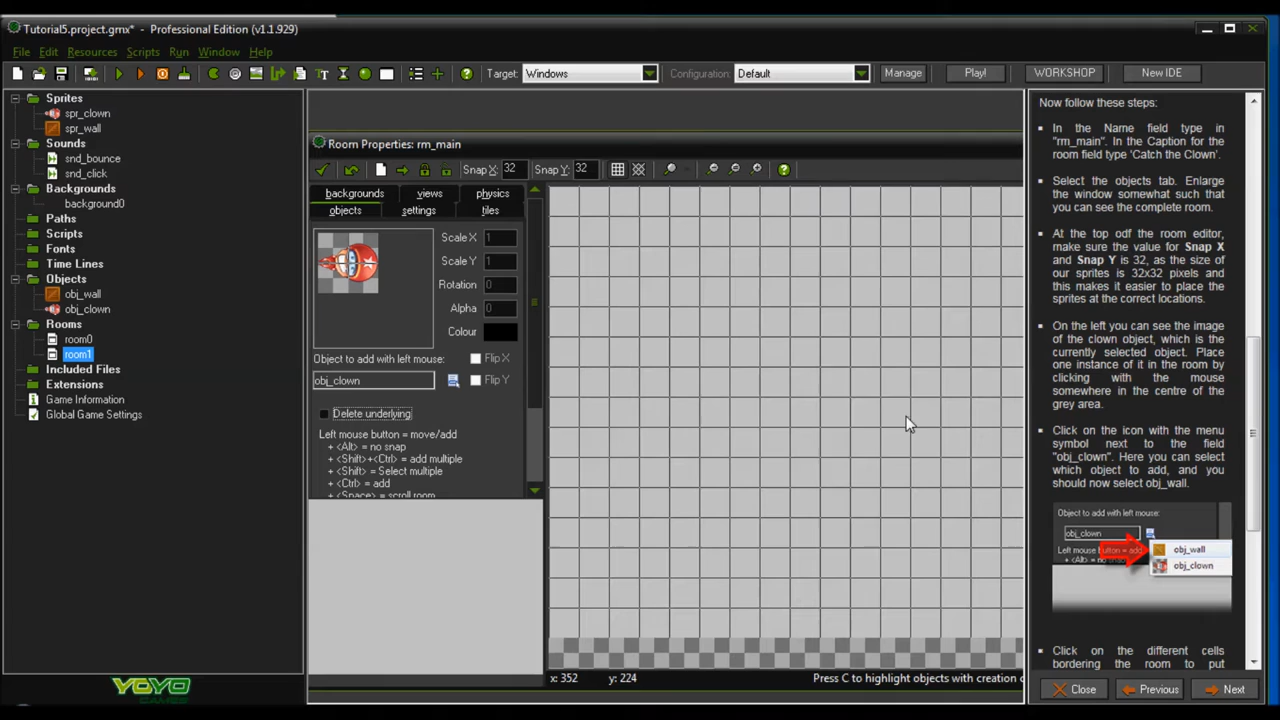 Tutorial5.project.gmx* - Professional Edition (v1.1.929)
File Edit Resources Scripts Run Window Help
Target: Windows Configuration: Default Manage Play! WORKSHOP New IDE
Sprites
spr_clown
spr_wall
Sounds
snd_bounce
snd_click
Backgrounds
background0
Paths
Scripts
Fonts
Time Lines
Objects
obj_wall
obj_clown
Rooms
room0
room1
Included Files
Extensions
Game Information
Global Game Settings
YOYO
GAMES
Room Properties: rm_main
Snap X: 32 Snap Y: 32
backgrounds views physics
objects settings tiles
Scale X 1
Scale Y 1
Rotation 0
Alpha 0
Colour
Object to add with left mouse: Flip X
obj_clown Flip Y
Delete underlying
Left mouse button = move/add
+ <Alt> = no snap
+ <Shift>+<Ctrl> = add multiple
+ <Shift> = Select multiple
+ <Ctrl> = add
+ <Space> = scroll room
x: 352 y: 224 Press C to highlight objects with creation c
Now follow these steps:
In the Name field type in
"rm_main". In the Caption for the
room field type 'Catch the Clown'.
Select the objects tab. Enlarge
the window somewhat such that
you can see the complete room.
At the top odf the room editor,
make sure the value for Snap X
and Snap Y is 32, as the size of
our sprites is 32x32 pixels and
this makes it easier to place the
sprites at the correct locations.
On the left you can see the image
of the clown object, which is the
currently selected object. Place
one instance of it in the room by
clicking with the mouse
somewhere in the centre of the
grey area.
Click on the icon with the menu
symbol next to the field
"obj_clown". Here you can select
which object to add, and you
should now select obj_wall.
Object to add with left mouse:
obj_clown
Left mouse button = add obj_wall
+ <Alt> = no sna obj_clown
Click on the different cells
bordering the room to put
Close Previous Next